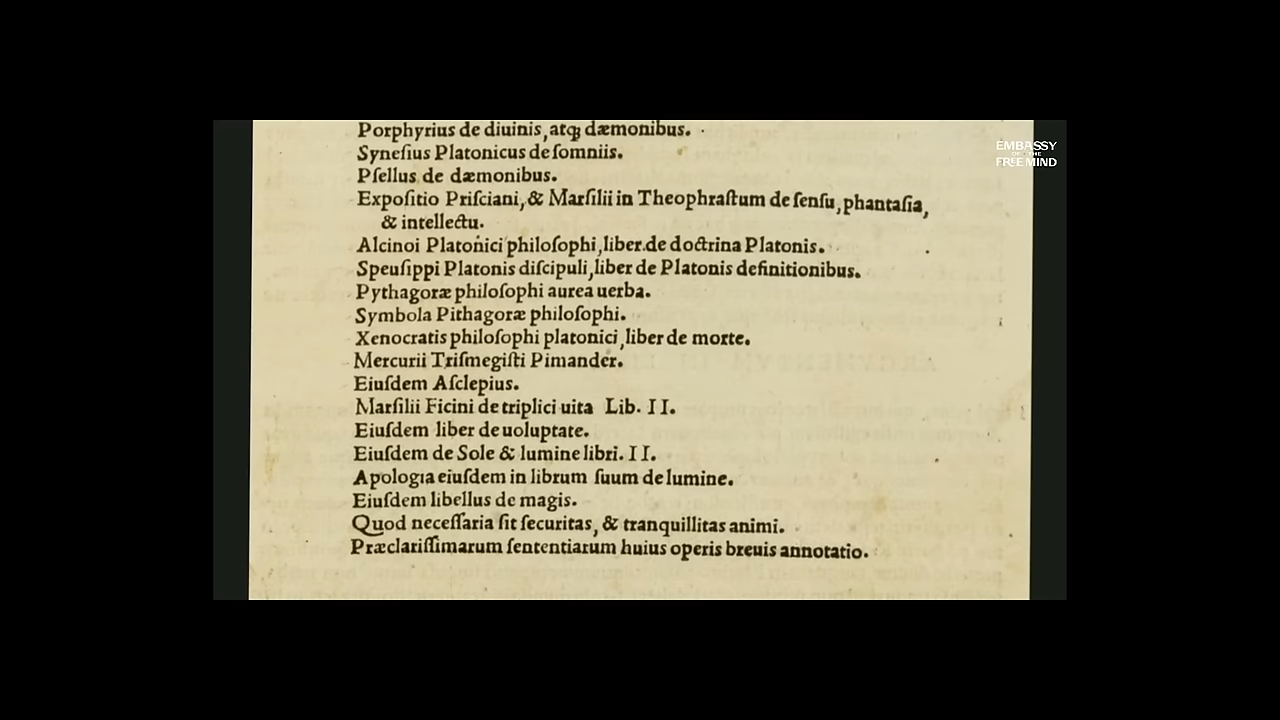 Porphyrius de diuinis, atq; dæmonibus.
EMBASSY
OF THE
FREE MIND
Syneſius Platonicus de ſomniis.
Pſellus de dæmonibus.
Expoſitio Priſciani, & Marſilii in Theophraſtum de ſenſu, phantaſia,
& intellectu.
Alcinoi Platonici philoſophi, liber.de doctrina Platonis.
Speuſippi Platonis diſcipuli, liber de Platonis definitionibus.
Pythagoræ philoſophi aurea uerba.
Symbola Pithagoræ philoſophi.
Xenocratis philoſophi platonici, liber de morte.
Mercurii Triſmegiſti Pimander.
Eiuſdem Aſclepius.
Marſilii Ficini de triplici uita Lib. II.
Eiuſdem liber de uoluptate.
Eiuſdem de Sole & lumine libri. II.
Apologia eiuſdem in librum ſuum de lumine.
Eiuſdem libellus de magis.
Quod neceſſaria ſit ſecuritas, & tranquillitas animi.
Præclariſſimarum ſententiarum huius operis breuis annotatio.